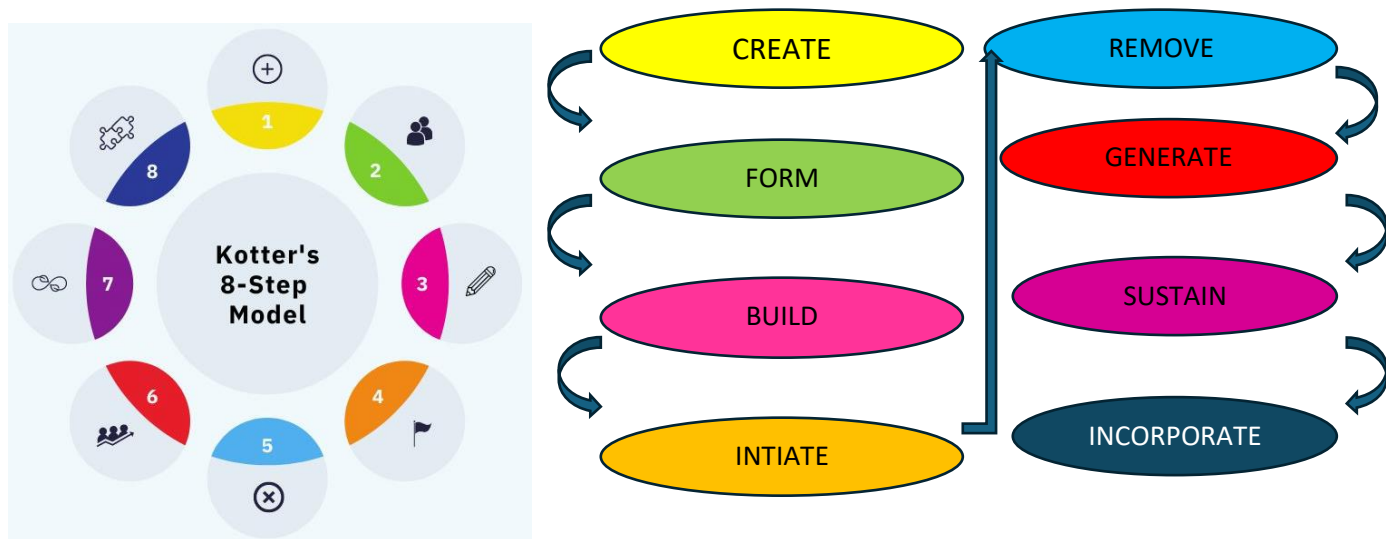 1
2
3
4
5
6
7
8
Kotter's
8-Step
Model
CREATE
FORM
BUILD
INTIATE
REMOVE
GENERATE
SUSTAIN
INCORPORATE